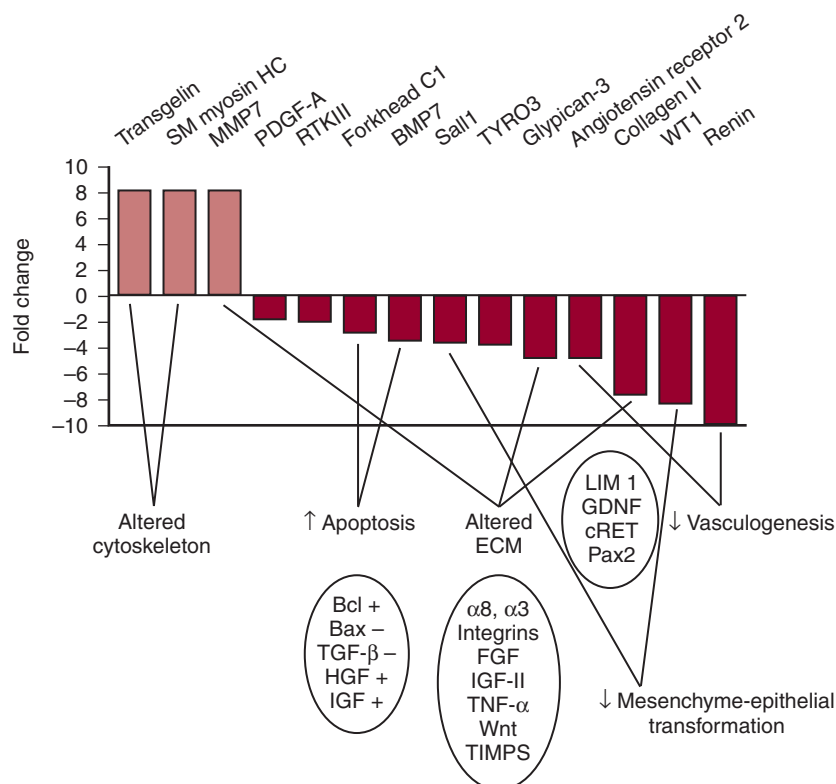 Transgelin
SM myosin HC
MMP7
PDGF-A
RTKIII
Forkhead C1
BMP7
Sall1
TYRO3
Glypican-3
Angiotensin receptor 2
Collagen II
WT1
Renin
Fold change
10
8
6
4
2
0
−2
−4
−6
−8
−10
Altered
cytoskeleton
↑ Apoptosis
Altered
ECM
LIM 1
GDNF
cRET
Pax2
↓ Vasculogenesis
Bcl +
Bax −
TGF-β −
HGF +
IGF +
α8, α3
Integrins
FGF
IGF-II
TNF-α
Wnt
TIMPS
↓ Mesenchyme-epithelial
transformation